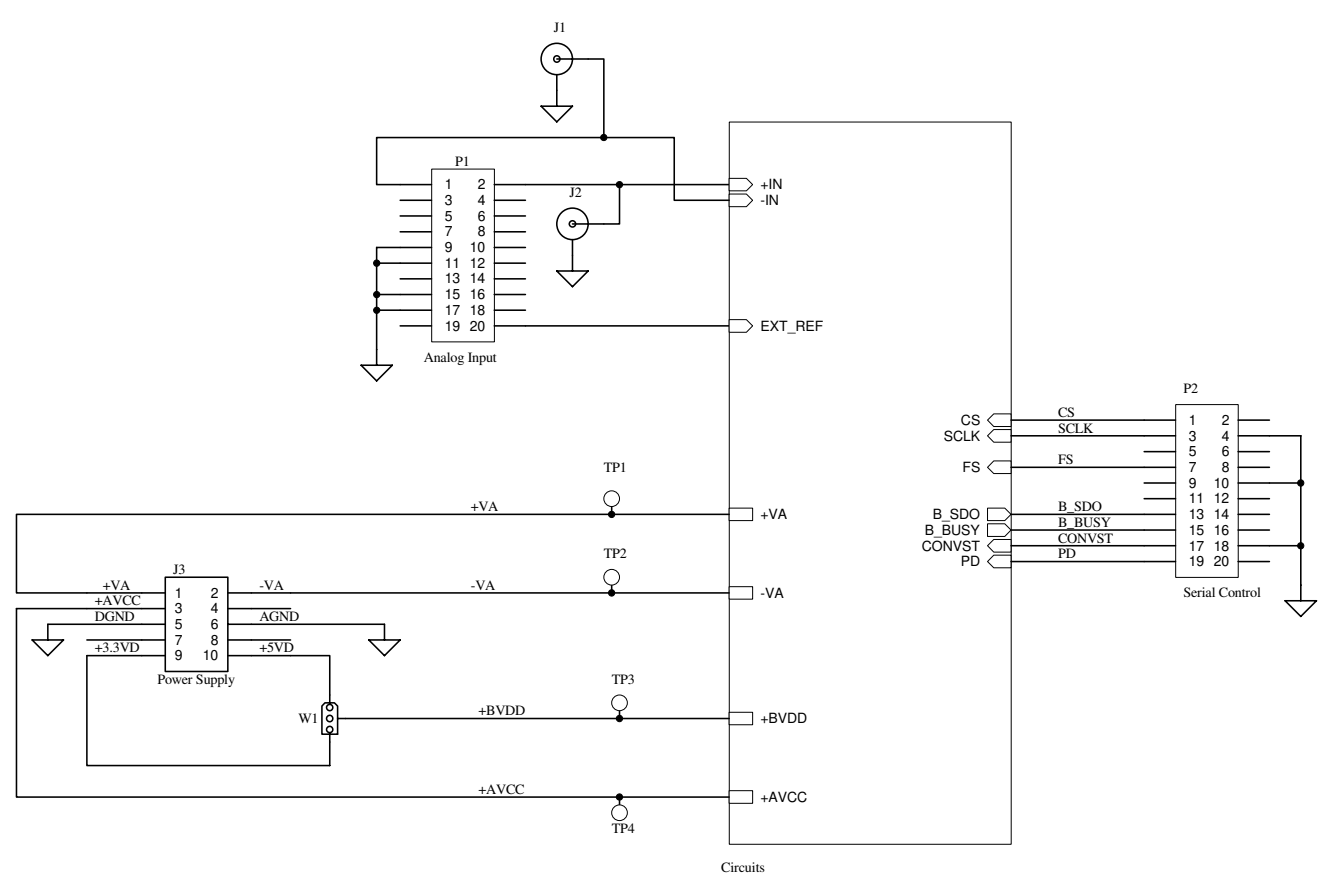 J1
P1
1 2
3 4
5 6
7 8
9 10
11 12
13 14
15 16
17 18
19 20
Analog Input
J2
+IN
-IN
EXT_REF
CS
SCLK
FS
B_SDO
B_BUSY
CONVST
PD
CS
SCLK
FS
B_SDO
B_BUSY
CONVST
PD
P2
1 2
3 4
5 6
7 8
9 10
11 12
13 14
15 16
17 18
19 20
Serial Control
TP1
+VA
+VA
TP2
-VA
-VA
J3
+VA 1 2 -VA
+AVCC 3 4
DGND 5 6 AGND
7 8
+3.3VD 9 10 +5VD
Power Supply
W1
TP3
+BVDD
+BVDD
+AVCC
+AVCC
TP4
Circuits